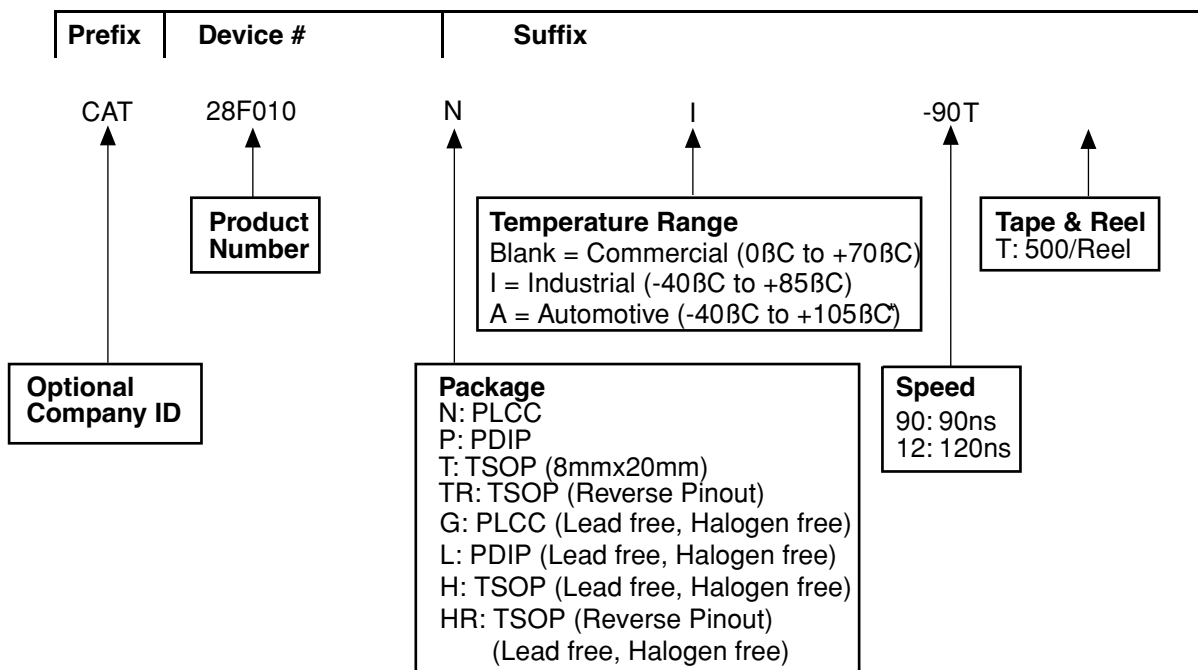 Prefix Device # Suffix
CAT 28F010 N I -90T
Product
Number
Temperature Range
Blank = Commercial (0ßC to +70ßC)
I = Industrial (-40ßC to +85ßC)
A = Automotive (-40ßC to +105ßC*)
Tape & Reel
T: 500/Reel
Optional
Company ID
Package
N: PLCC
P: PDIP
T: TSOP (8mmx20mm)
TR: TSOP (Reverse Pinout)
G: PLCC (Lead free, Halogen free)
L: PDIP (Lead free, Halogen free)
H: TSOP (Lead free, Halogen free)
HR: TSOP (Reverse Pinout)
(Lead free, Halogen free)
Speed
90: 90ns
12: 120ns